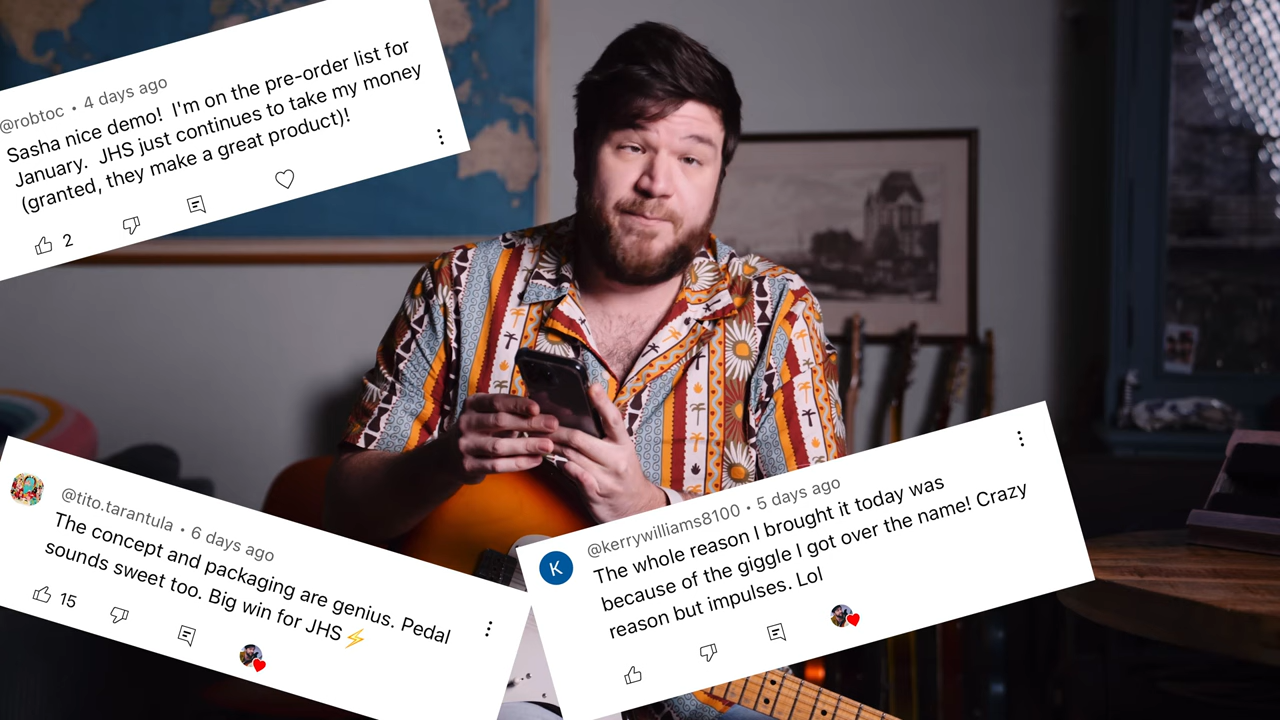 @robtoc • 4 days ago
Sasha nice demo!  I'm on the pre-order list for
January.  JHS just continues to take my money
(granted, they make a great product)!
2
@tito.tarantula • 6 days ago
The concept and packaging are genius. Pedal
sounds sweet too. Big win for JHS⚡
15
K
@kerrywilliams8100 • 5 days ago
The whole reason I brought it today was
because of the giggle I got over the name! Crazy
reason but impulses. Lol